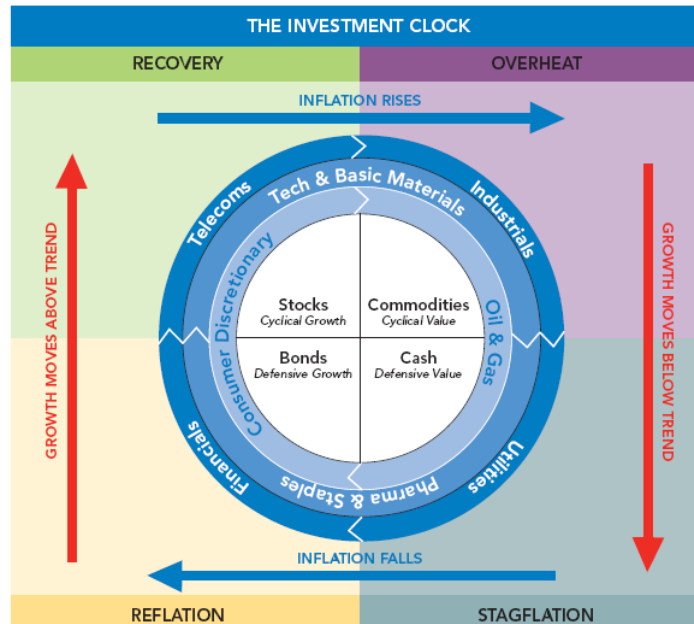 THE INVESTMENT CLOCK
RECOVERY
OVERHEAT
INFLATION RISES
GROWTH MOVES ABOVE TREND
GROWTH MOVES BELOW TREND
Telecoms
Tech & Basic Materials
Industrials
Consumer Discretionary
Oil & Gas
Stocks
Cyclical Growth
Commodities
Cyclical Value
Bonds
Defensive Growth
Cash
Defensive Value
Financials
Pharma & Staples
Utilities
INFLATION FALLS
REFLATION
STAGFLATION